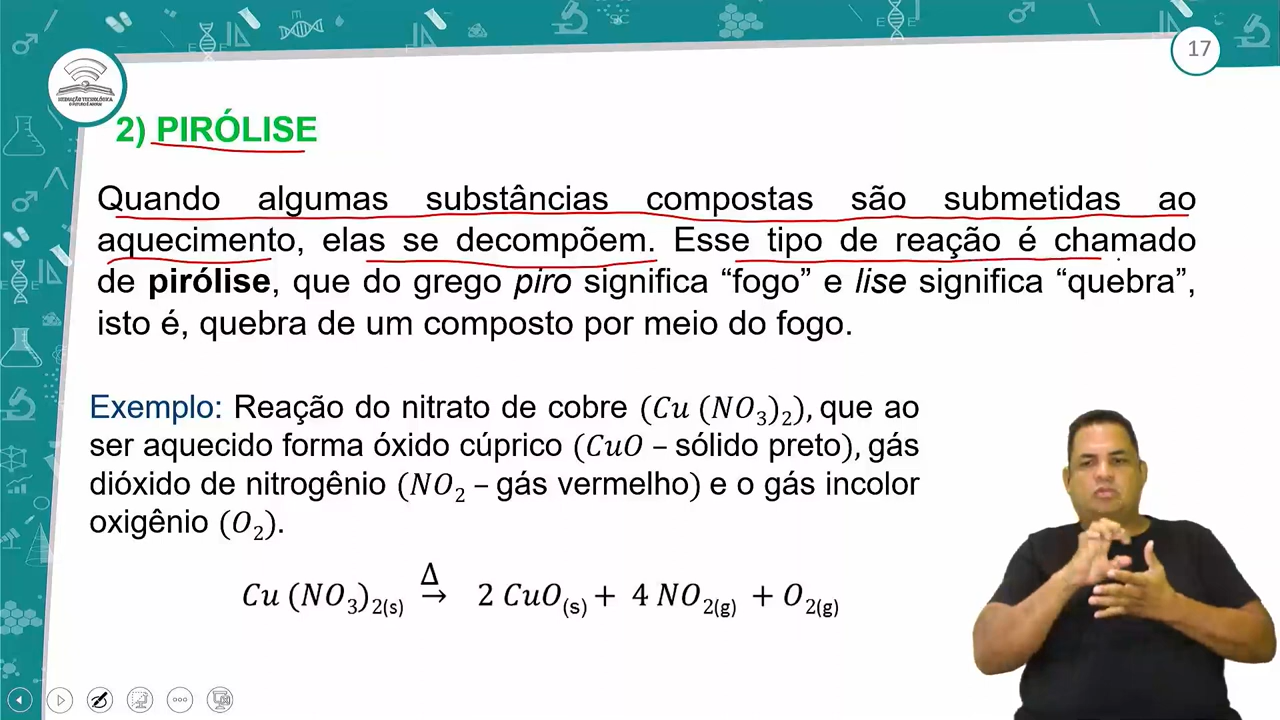 17
MEDIAÇÃO TECNOLÓGICA
2) PIRÓLISE
Quando algumas substâncias compostas são submetidas ao
aquecimento, elas se decompõem. Esse tipo de reação é chamado
de pirólise, que do grego piro significa “fogo” e lise significa “quebra”,
isto é, quebra de um composto por meio do fogo.
Exemplo: Reação do nitrato de cobre (Cu (NO₃)₂), que ao
ser aquecido forma óxido cúprico (CuO – sólido preto), gás
dióxido de nitrogênio (NO₂ – gás vermelho) e o gás incolor
oxigênio (O₂).
Δ
Cu (NO₃)₂(s) → 2 CuO(s) + 4 NO₂(g) + O₂(g)